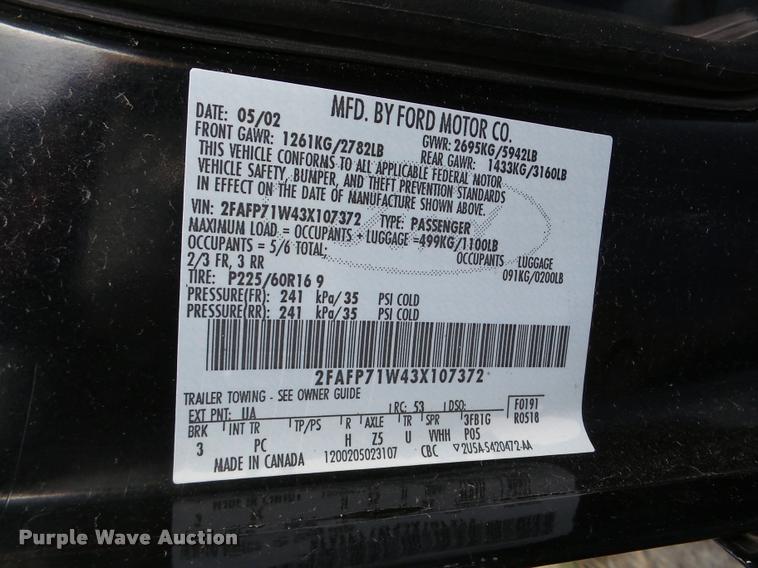 MFD. BY FORD MOTOR CO.
DATE: 05/02 GVWR: 2695KG/5942LB
FRONT GAWR: 1261KG/2782LB REAR GAWR: 1433KG/3160LB
THIS VEHICLE CONFORMS TO ALL APPLICABLE FEDERAL MOTOR
VEHICLE SAFETY, BUMPER, AND THEFT PREVENTION STANDARDS
IN EFFECT ON THE DATE OF MANUFACTURE SHOWN ABOVE.
VIN: 2FAFP71W43X107372 TYPE: PASSENGER
MAXIMUM LOAD = OCCUPANTS + LUGGAGE =499KG/1100LB
OCCUPANTS = 5/6 TOTAL; OCCUPANTS LUGGAGE
2/3 FR, 3 RR 091KG/0200LB
TIRE: P225/60R16 9
PRESSURE(FR): 241 kPa/35 PSI COLD
PRESSURE(RR): 241 kPa/35 PSI COLD
2FAFP71W43X107372
TRAILER TOWING - SEE OWNER GUIDE
EXT PNT: UA RC: 53 DSO: F0191
BRK INT TR TP/PS R AXLE TR SPR 3FB1G R0518
3 PC H Z5 U VVHH P05
MADE IN CANADA 1200205023107 CBC ▽2U5A-5420472-AA
Purple Wave Auction